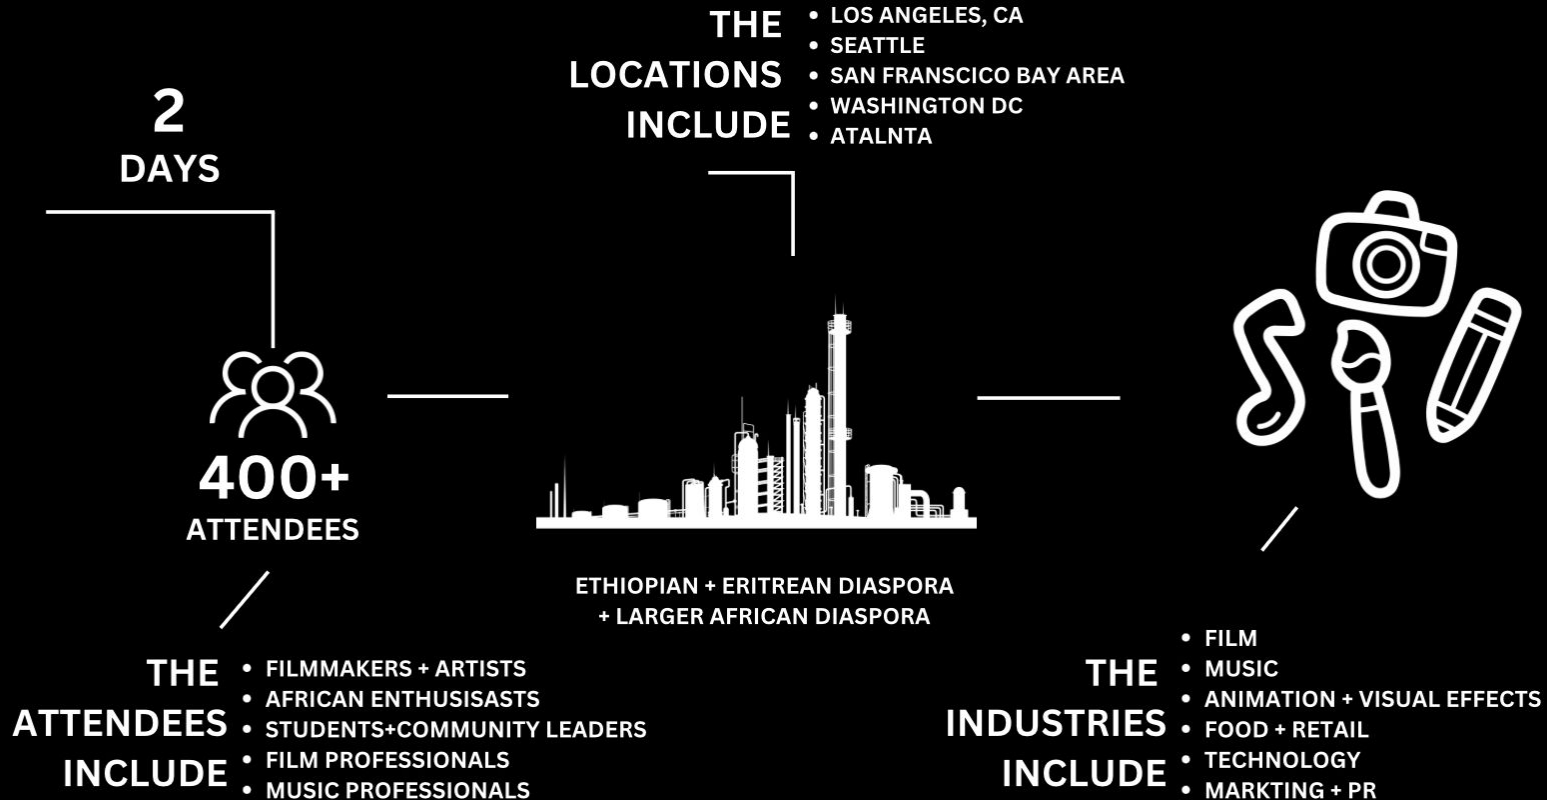 2
DAYS
THE
LOCATIONS
INCLUDE
LOS ANGELES, CA
SEATTLE
SAN FRANSCICO BAY AREA
WASHINGTON DC
ATALNTA
400+
ATTENDEES
ETHIOPIAN + ERITREAN DIASPORA
+ LARGER AFRICAN DIASPORA
THE
ATTENDEES
INCLUDE
FILMMAKERS + ARTISTS
AFRICAN ENTHUSISASTS
STUDENTS+COMMUNITY LEADERS
FILM PROFESSIONALS
MUSIC PROFESSIONALS
THE
INDUSTRIES
INCLUDE
FILM
MUSIC
ANIMATION + VISUAL EFFECTS
FOOD + RETAIL
TECHNOLOGY
MARKTING + PR